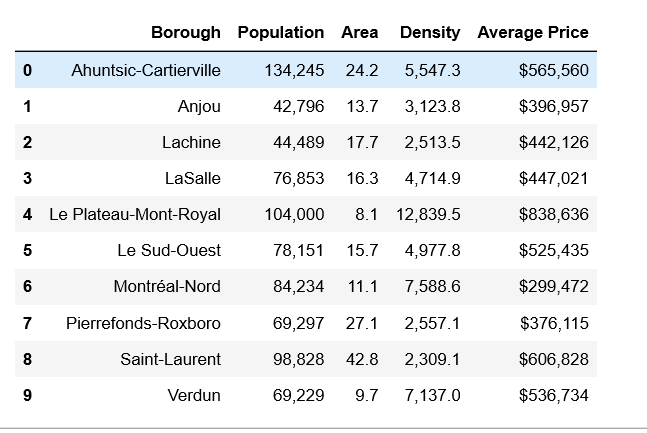 Borough Population Area Density Average Price
0 Ahuntsic-Cartierville 134,245 24.2 5,547.3 $565,560
1 Anjou 42,796 13.7 3,123.8 $396,957
2 Lachine 44,489 17.7 2,513.5 $442,126
3 LaSalle 76,853 16.3 4,714.9 $447,021
4 Le Plateau-Mont-Royal 104,000 8.1 12,839.5 $838,636
5 Le Sud-Ouest 78,151 15.7 4,977.8 $525,435
6 Montréal-Nord 84,234 11.1 7,588.6 $299,472
7 Pierrefonds-Roxboro 69,297 27.1 2,557.1 $376,115
8 Saint-Laurent 98,828 42.8 2,309.1 $606,828
9 Verdun 69,229 9.7 7,137.0 $536,734